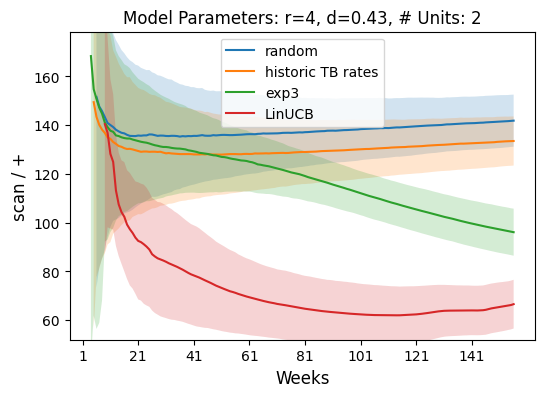 Model Parameters: r=4, d=0.43, # Units: 2
random
historic TB rates
exp3
LinUCB
scan / +
160
140
120
100
80
60
1 21 41 61 81 101 121 141
Weeks